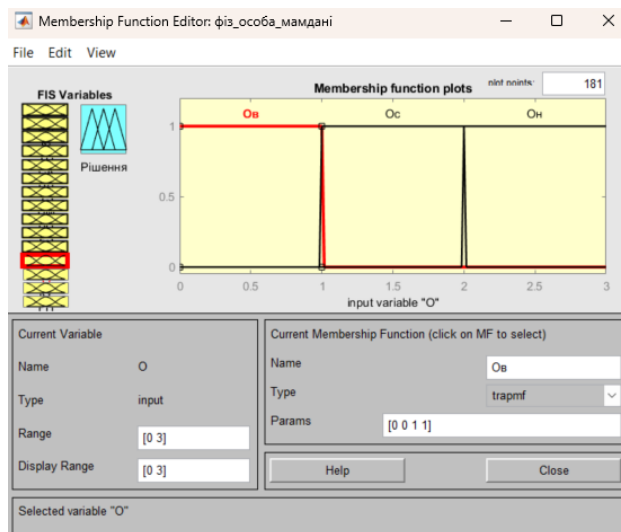 Membership Function Editor: фіз_особа_мамдані
File Edit View
FIS Variables
Рішення
Membership function plots
plot points:
181
Ов
Ос
Он
1
0.5
0
0
0.5
1
1.5
2
2.5
3
input variable "О"
Current Variable
Name
О
Type
input
Range
[0 3]
Display Range
[0 3]
Current Membership Function (click on MF to select)
Name
Ов
Type
trapmf
Params
[0 0 1 1]
Help
Close
Selected variable "О"